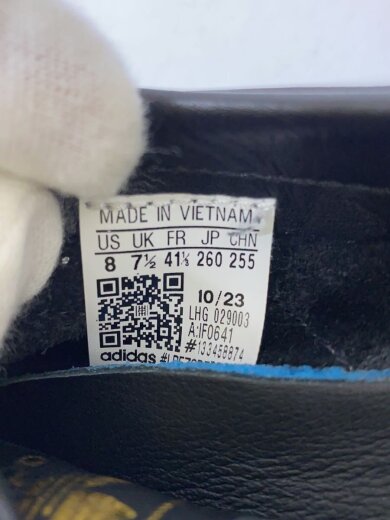 MADE IN VIETNAM
US UK FR JP CHN
8 7½ 41⅓ 260 255
10/23
LHG 029003
A:IF0641
#133458874
adidas